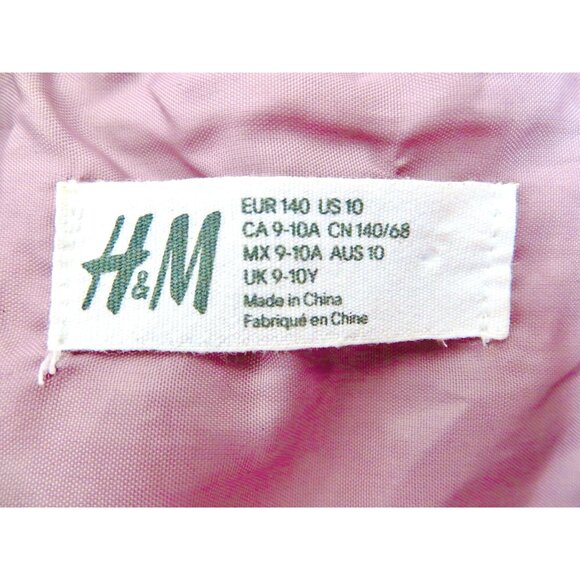 H&M
EUR 140 US 10
CA 9-10A CN 140/68
MX 9-10A AUS 10
UK 9-10Y
Made in China
Fabriqué en Chine